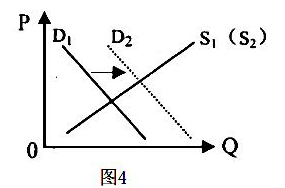 P
D₁ D₂ S₁（S₂）
0 Q
图4